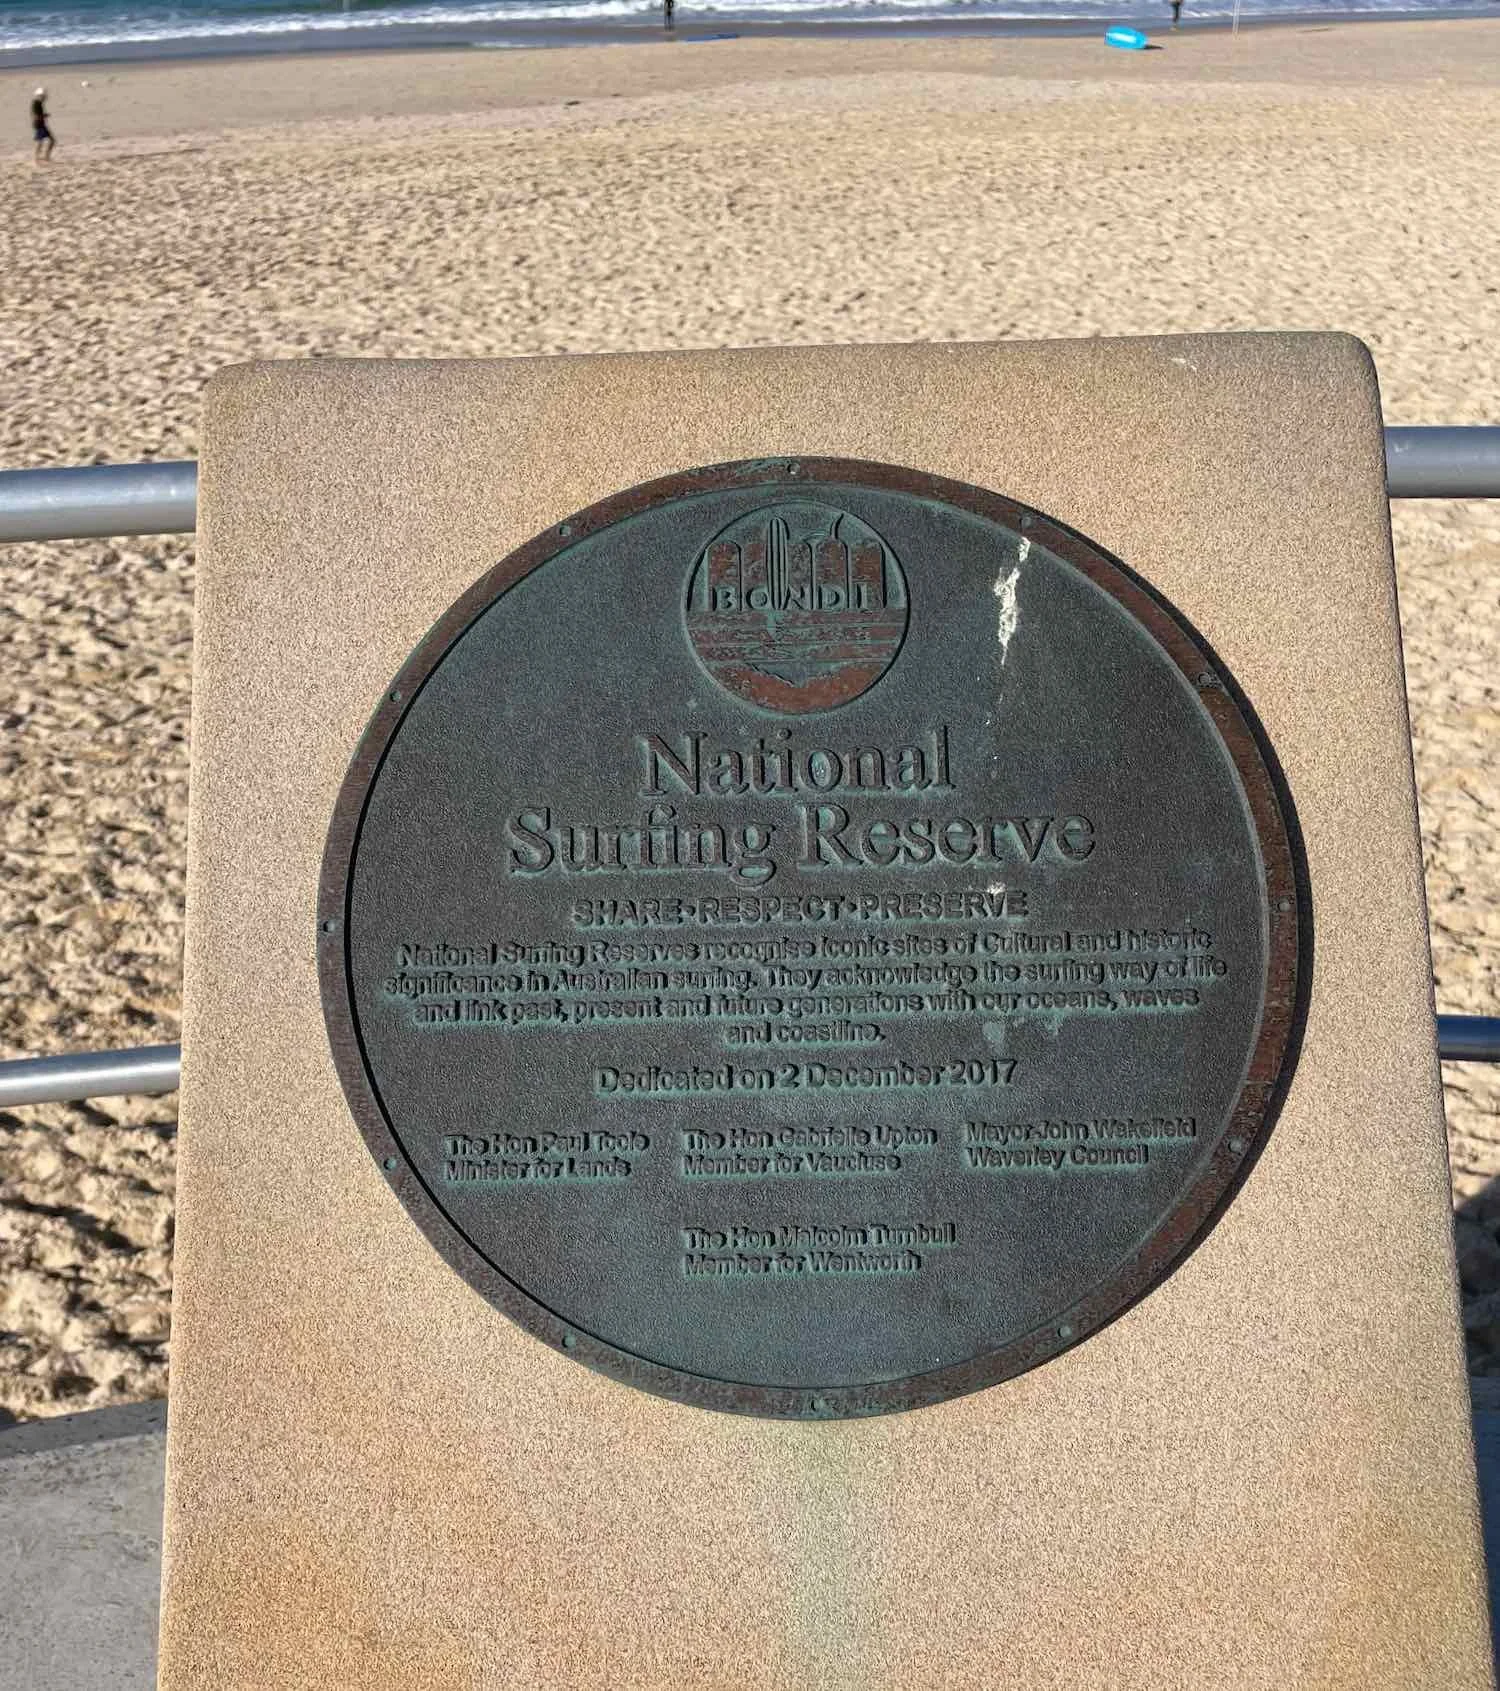 BONDI
National
Surfing Reserve
SHARE•RESPECT•PRESERVE
National Surfing Reserves recognise iconic sites of Cultural and historic
significance in Australian surfing. They acknowledge the surfing way of life
and link past, present and future generations with our oceans, waves
and coastline.
Dedicated on 2 December 2017
The Hon Paul Toole
Minister for Lands
The Hon Gabrielle Upton
Member for Vaucluse
Mayor John Wakefield
Waverley Council
The Hon Malcolm Turnbull
Member for Wentworth